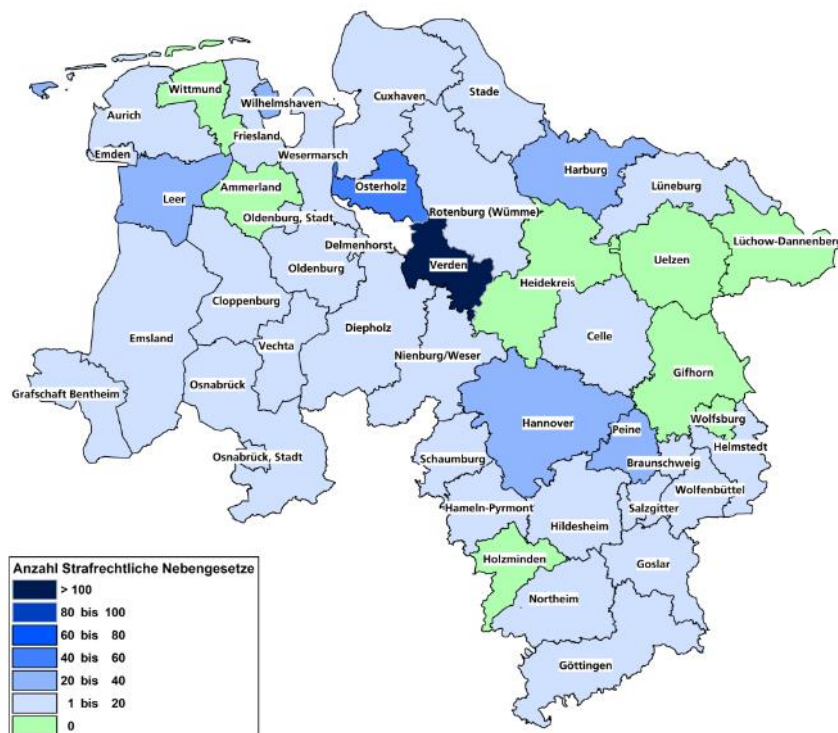 Wittmund
Wilhelmshaven
Aurich
Cuxhaven
Stade
Friesland
Emden
Wesermarsch
Harburg
Leer
Ammerland
Osterholz
Lüneburg
Oldenburg, Stadt
Rotenburg (Wümme)
Lüchow-Dannenberg
Delmenhorst
Oldenburg
Verden
Uelzen
Heidekreis
Cloppenburg
Emsland
Diepholz
Celle
Vechta
Nienburg/Weser
Gifhorn
Grafschaft Bentheim
Osnabrück
Wolfsburg
Hannover
Peine
Helmstedt
Osnabrück, Stadt
Schaumburg
Braunschweig
Wolfenbüttel
Hameln-Pyrmont
Salzgitter
Hildesheim
Holzminden
Goslar
Northeim
Göttingen
Anzahl Strafrechtliche Nebengesetze
> 100
80 bis 100
60 bis 80
40 bis 60
20 bis 40
1 bis 20
0